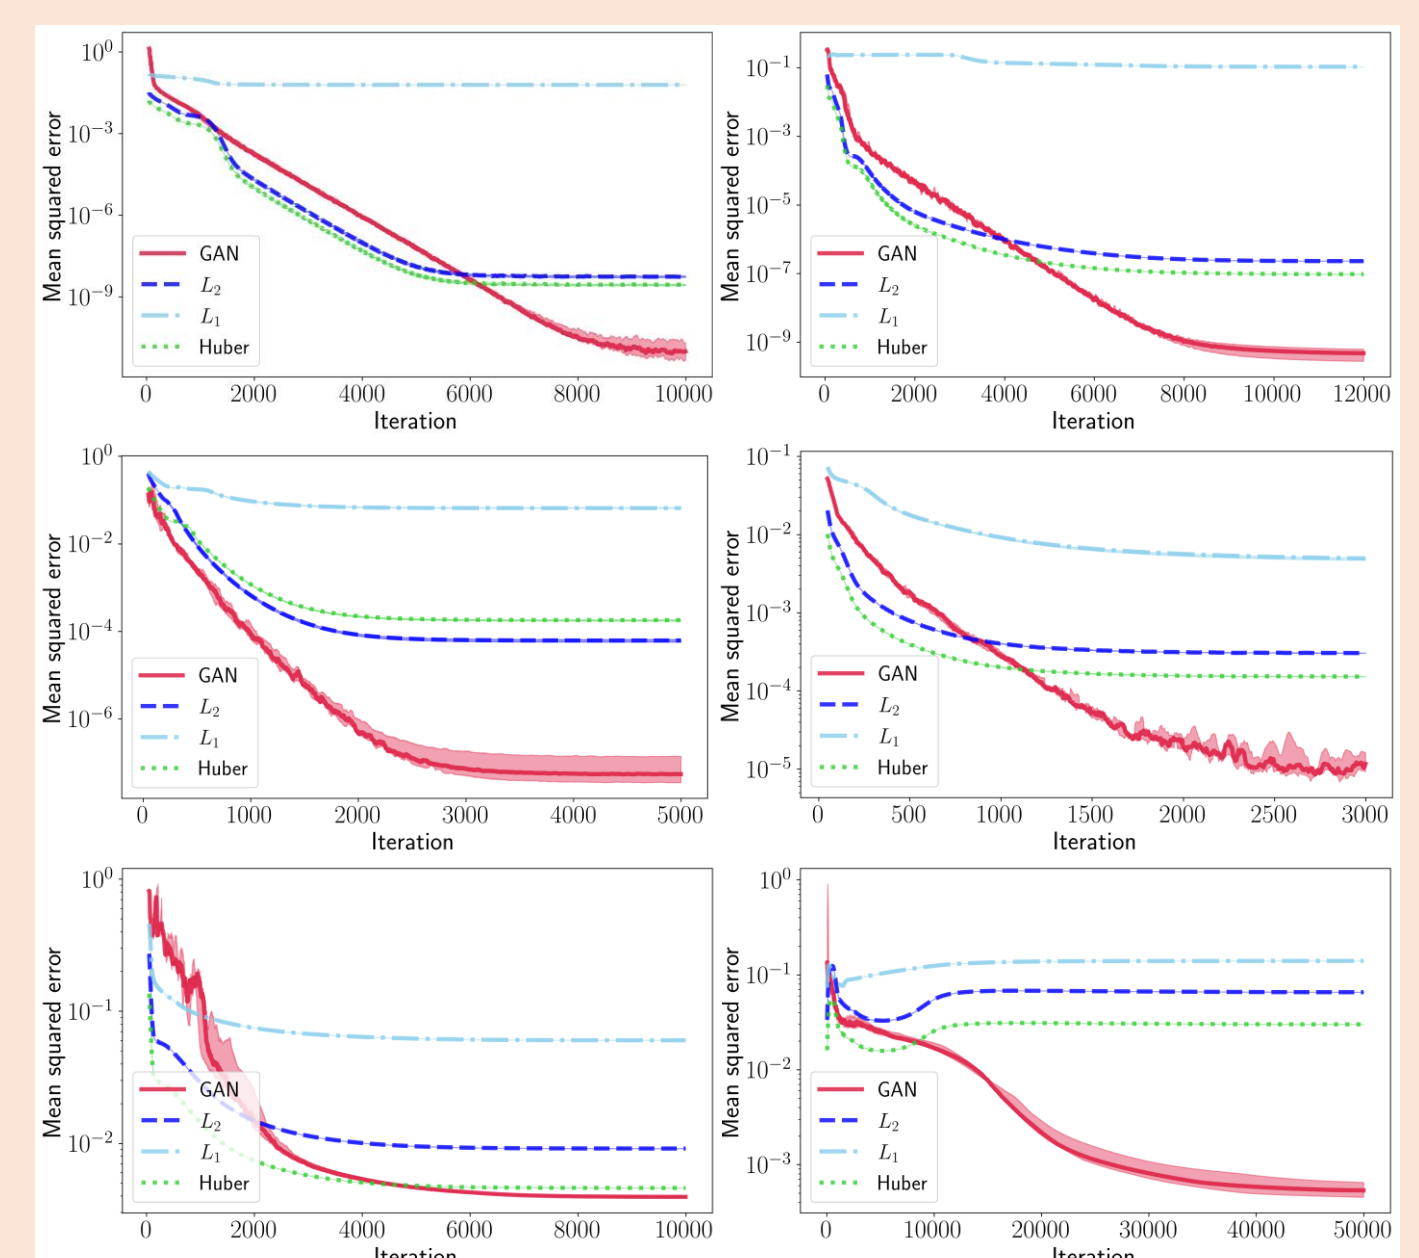 10^0
10^{-3}
10^{-6}
10^{-9}
Mean squared error
GAN
L_2
L_1
Huber
0 2000 4000 6000 8000 10000
Iteration
10^{-1}
10^{-3}
10^{-5}
10^{-7}
10^{-9}
Mean squared error
GAN
L_2
L_1
Huber
0 2000 4000 6000 8000 10000 12000
Iteration
10^0
10^{-2}
10^{-4}
10^{-6}
Mean squared error
GAN
L_2
L_1
Huber
0 1000 2000 3000 4000 5000
Iteration
10^{-1}
10^{-2}
10^{-3}
10^{-4}
10^{-5}
Mean squared error
GAN
L_2
L_1
Huber
0 500 1000 1500 2000 2500 3000
Iteration
10^0
10^{-1}
10^{-2}
Mean squared error
GAN
L_2
L_1
Huber
0 2000 4000 6000 8000 10000
Iteration
10^0
10^{-1}
10^{-2}
10^{-3}
Mean squared error
GAN
L_2
L_1
Huber
0 10000 20000 30000 40000 50000
Iteration